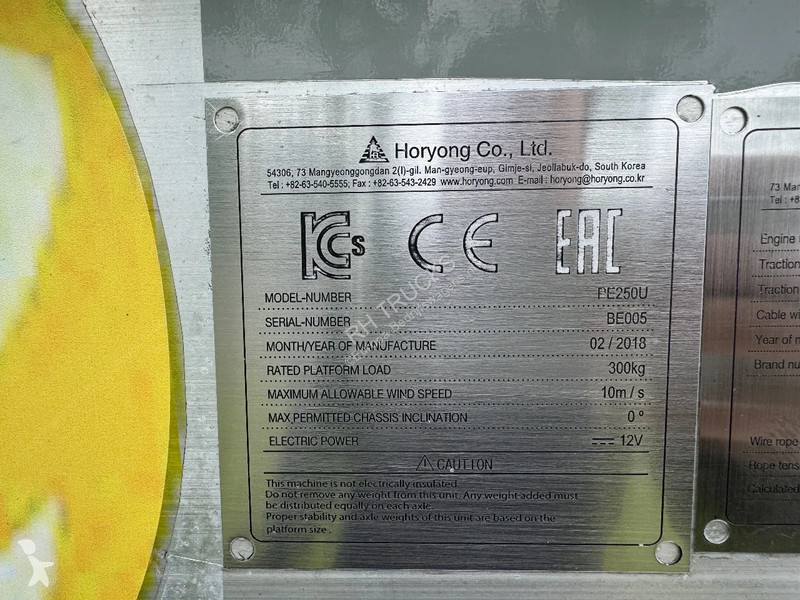 Horyong Co., Ltd.
54306, 73 Mangyeonggongdan 2(I)-gil. Man-gyeong-eup, Gimje-si, Jeollabuk-do, South Korea
Tel : +82-63-540-5555, Fax : +82-63-543-2429 www.horyong.com E-mail : horyong@horyong.co.kr
KCs CE EAC
MODEL-NUMBER PE250U
SERIAL-NUMBER BE005
MONTH/YEAR OF MANUFACTURE 02 / 2018
RATED PLATFORM LOAD 300kg
MAXIMUM ALLOWABLE WIND SPEED 10m / s
MAX.PERMITTED CHASSIS INCLINATION 0 °
ELECTRIC POWER 12V
CAUTION
This machine is not electrically insulated.
Do not remove any weight from this unit. Any weight added must
be distributed equally on each axle.
Proper stability and axle weights of this unit are based on the
platform size .
RH TRUCKS
73 Man
Tel : +8
Engine
Traction
Traction
Cable wi
Year of m
Brand nu
Wire rope
Rope tens
Calculated